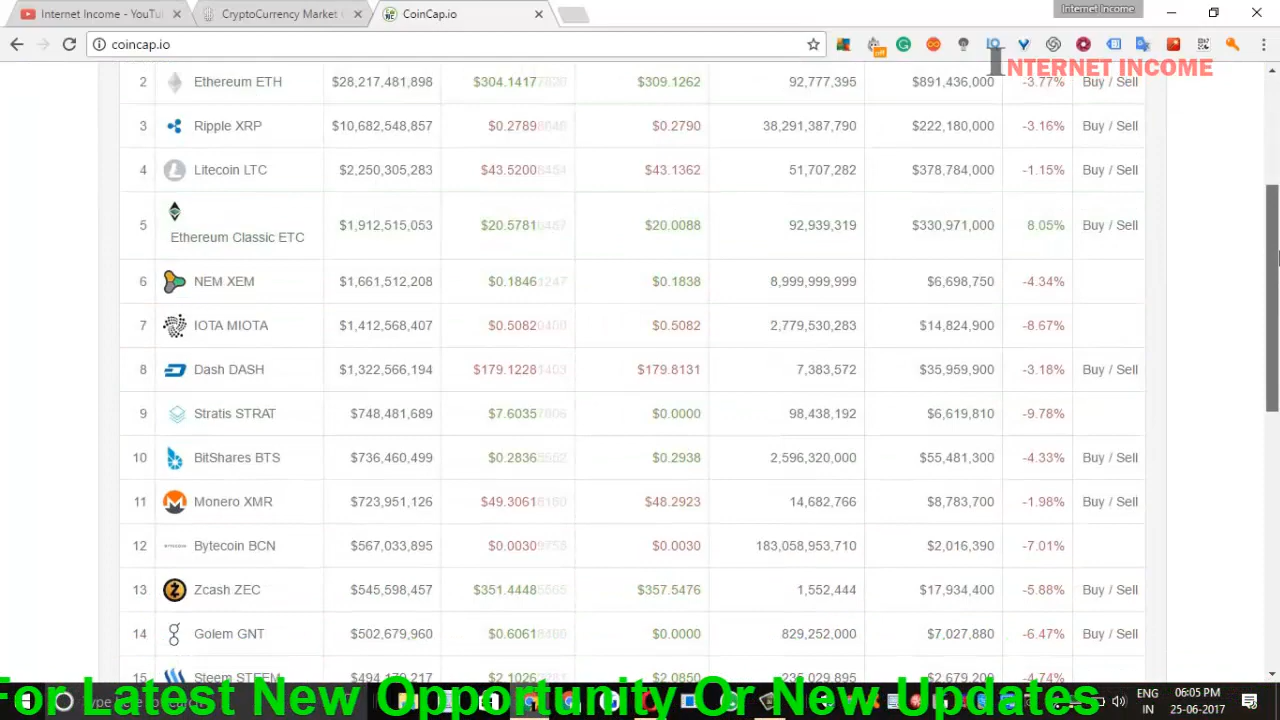 Internet Income - YouTu
CryptoCurrency Market
CoinCap.io
Internet Income
coincap.io
off
INTERNET INCOME
2 Ethereum ETH $28,217,481,898 $304.1417 $309.1262 92,777,395 $891,436,000 -3.77% Buy / Sell
3 Ripple XRP $10,682,548,857 $0.2789 $0.2790 38,291,387,790 $222,180,000 -3.16% Buy / Sell
4 Litecoin LTC $2,250,305,283 $43.5200 $43.1362 51,707,282 $378,784,000 -1.15% Buy / Sell
5 Ethereum Classic ETC $1,912,515,053 $20.5781 $20.0088 92,939,319 $330,971,000 8.05% Buy / Sell
6 NEM XEM $1,661,512,208 $0.1846 $0.1838 8,999,999,999 $6,698,750 -4.34%
7 IOTA MIOTA $1,412,568,407 $0.5082 $0.5082 2,779,530,283 $14,824,900 -8.67%
8 Dash DASH $1,322,566,194 $179.1228 $179.8131 7,383,572 $35,959,900 -3.18% Buy / Sell
9 Stratis STRAT $748,481,689 $7.6035 $0.0000 98,438,192 $6,619,810 -9.78% Buy / Sell
10 BitShares BTS $736,460,499 $0.2836 $0.2938 2,596,320,000 $55,481,300 -4.33% Buy / Sell
11 Monero XMR $723,951,126 $49.3061 $48.2923 14,682,766 $8,783,700 -1.98% Buy / Sell
12 Bytecoin BCN $567,033,895 $0.0030 $0.0030 183,058,953,710 $2,016,390 -7.01%
13 Zcash ZEC $545,598,457 $351.4448 $357.5476 1,552,444 $17,934,400 -5.88% Buy / Sell
14 Golem GNT $502,679,960 $0.6061 $0.0000 829,252,000 $7,027,880 -6.47% Buy / Sell
15 Steem STEEM $2.0850 -4.74% Buy / Sell
For Latest New Opportunity Or New Updates
ENG
IN
06:05 PM
25-06-2017